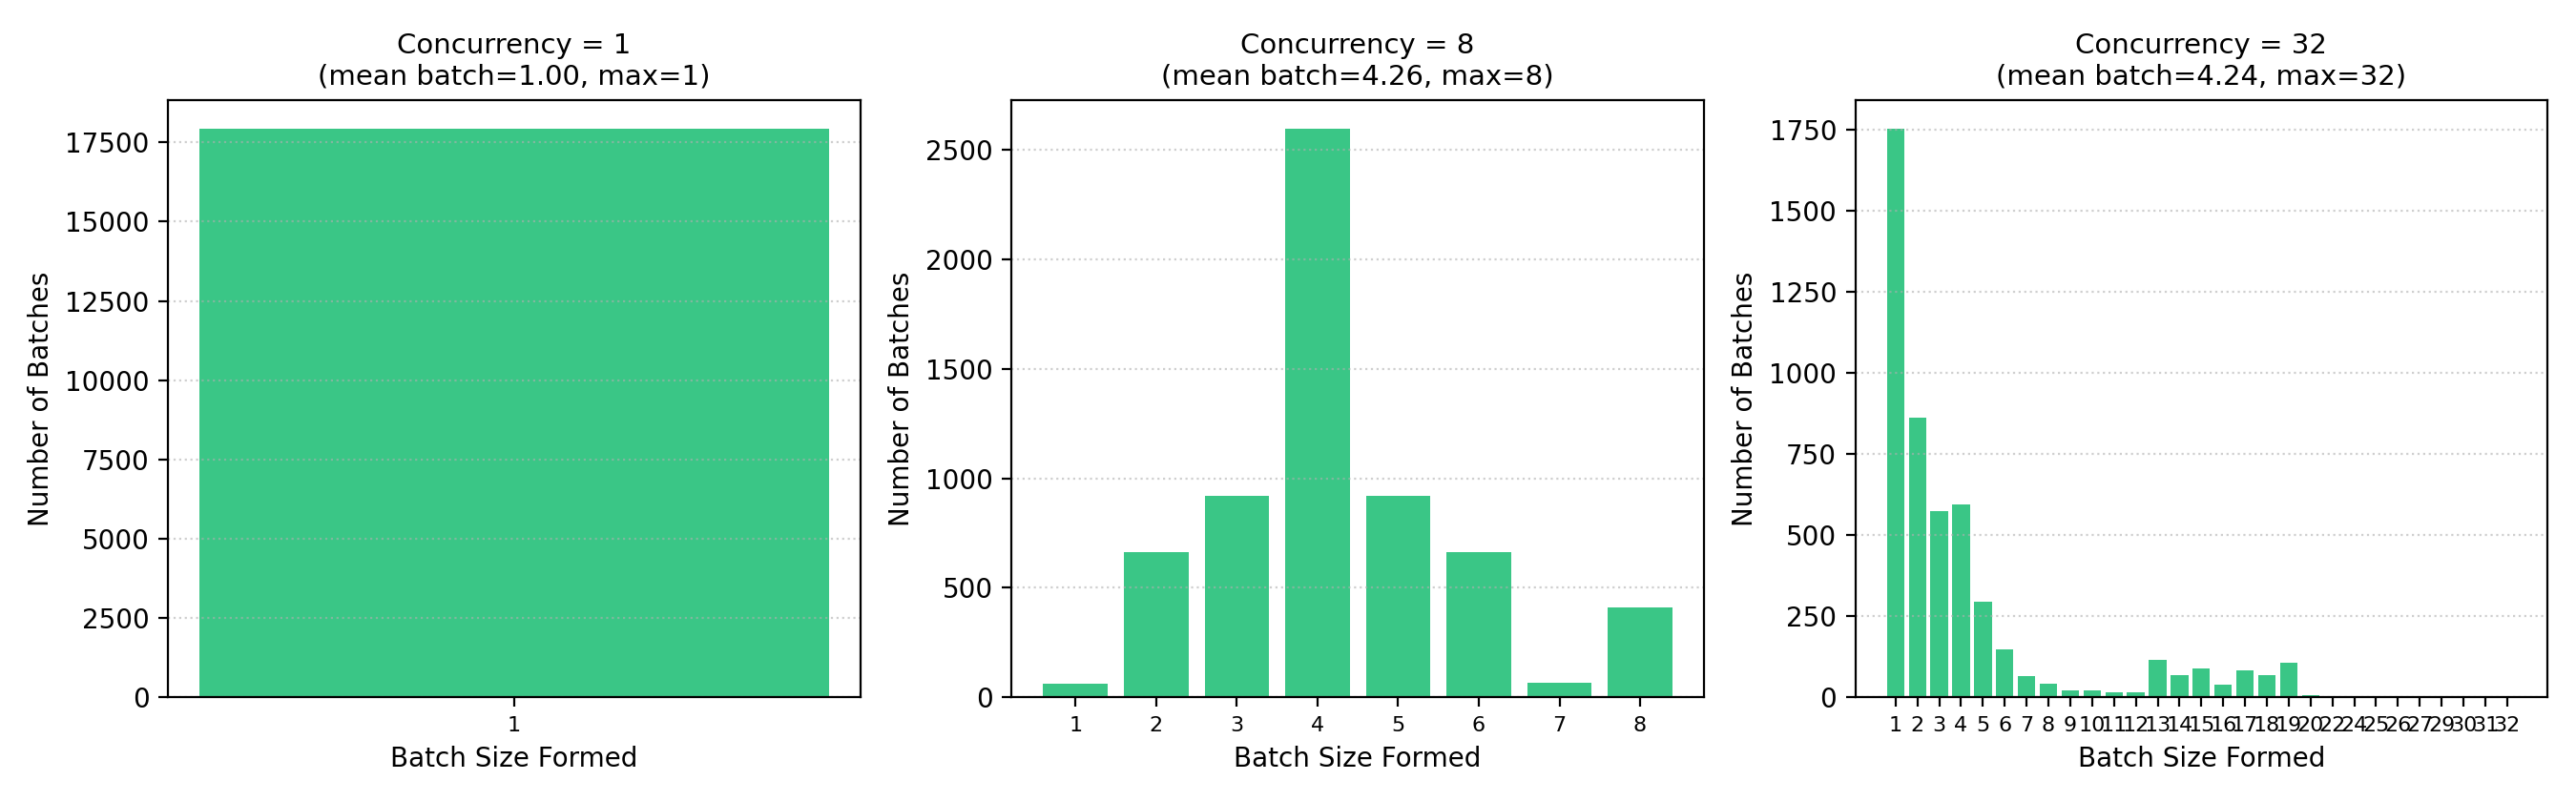 Concurrency = 1
(mean batch=1.00, max=1)
Number of Batches
17500
15000
12500
10000
7500
5000
2500
0
1
Batch Size Formed
Concurrency = 8
(mean batch=4.26, max=8)
Number of Batches
2500
2000
1500
1000
500
0
1 2 3 4 5 6 7 8
Batch Size Formed
Concurrency = 32
(mean batch=4.24, max=32)
Number of Batches
1750
1500
1250
1000
750
500
250
0
1 2 3 4 5 6 7 8 9 10 11 12 13 14 15 16 17 18 19 20 22 24 25 26 27 29 30 31 32
Batch Size Formed